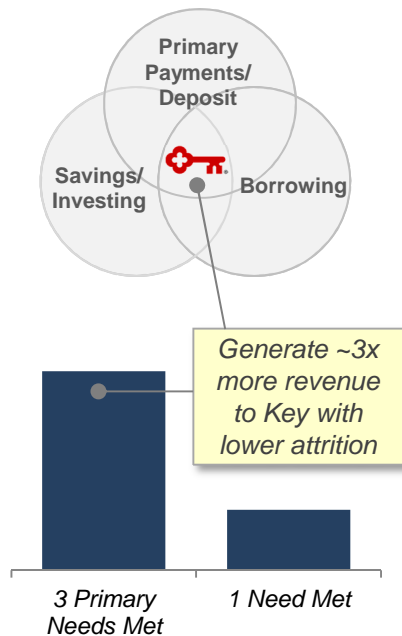 Primary
Payments/
Deposit
Savings/
Investing
Borrowing
Generate ~3x
more revenue
to Key with
lower attrition
3 Primary
Needs Met
1 Need Met